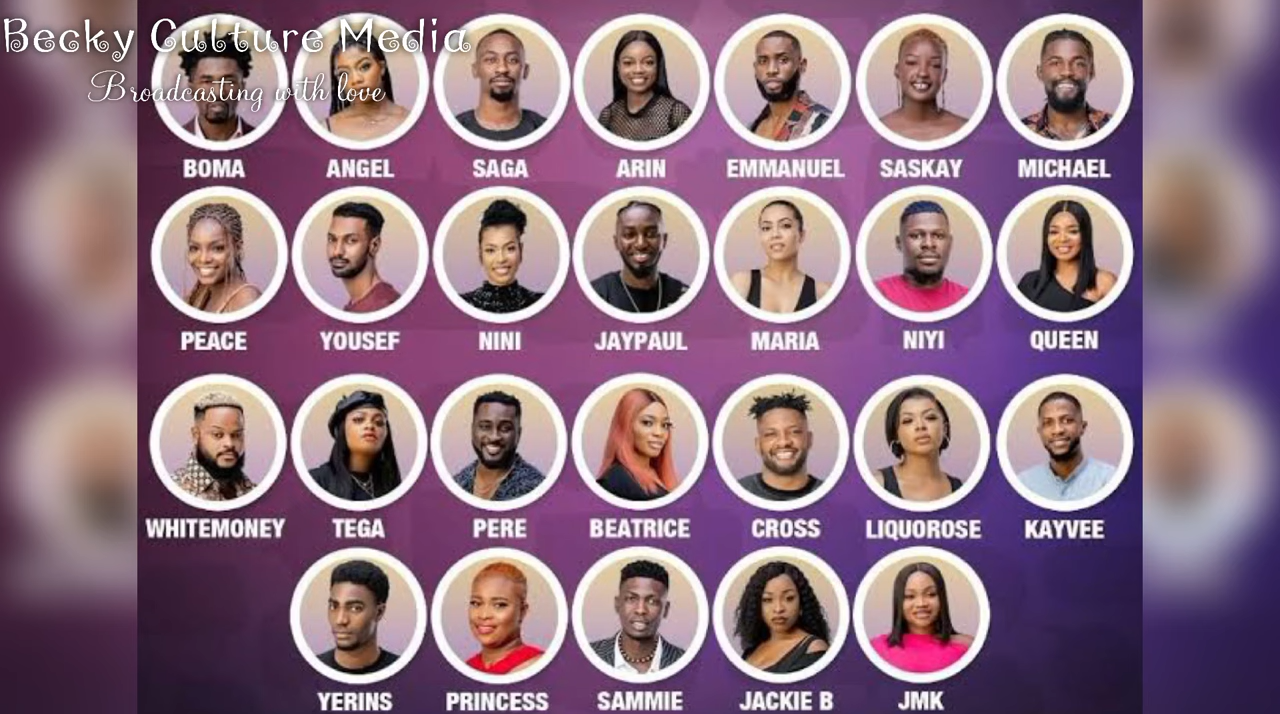 Becky Culture Media
Broadcasting with love
BOMA ANGEL SAGA ARIN EMMANUEL SASKAY MICHAEL
PEACE YOUSEF NINI JAYPAUL MARIA NIYI QUEEN
WHITEMONEY TEGA PERE BEATRICE CROSS LIQUOROSE KAYVEE
YERINS PRINCESS SAMMIE JACKIE B JMK